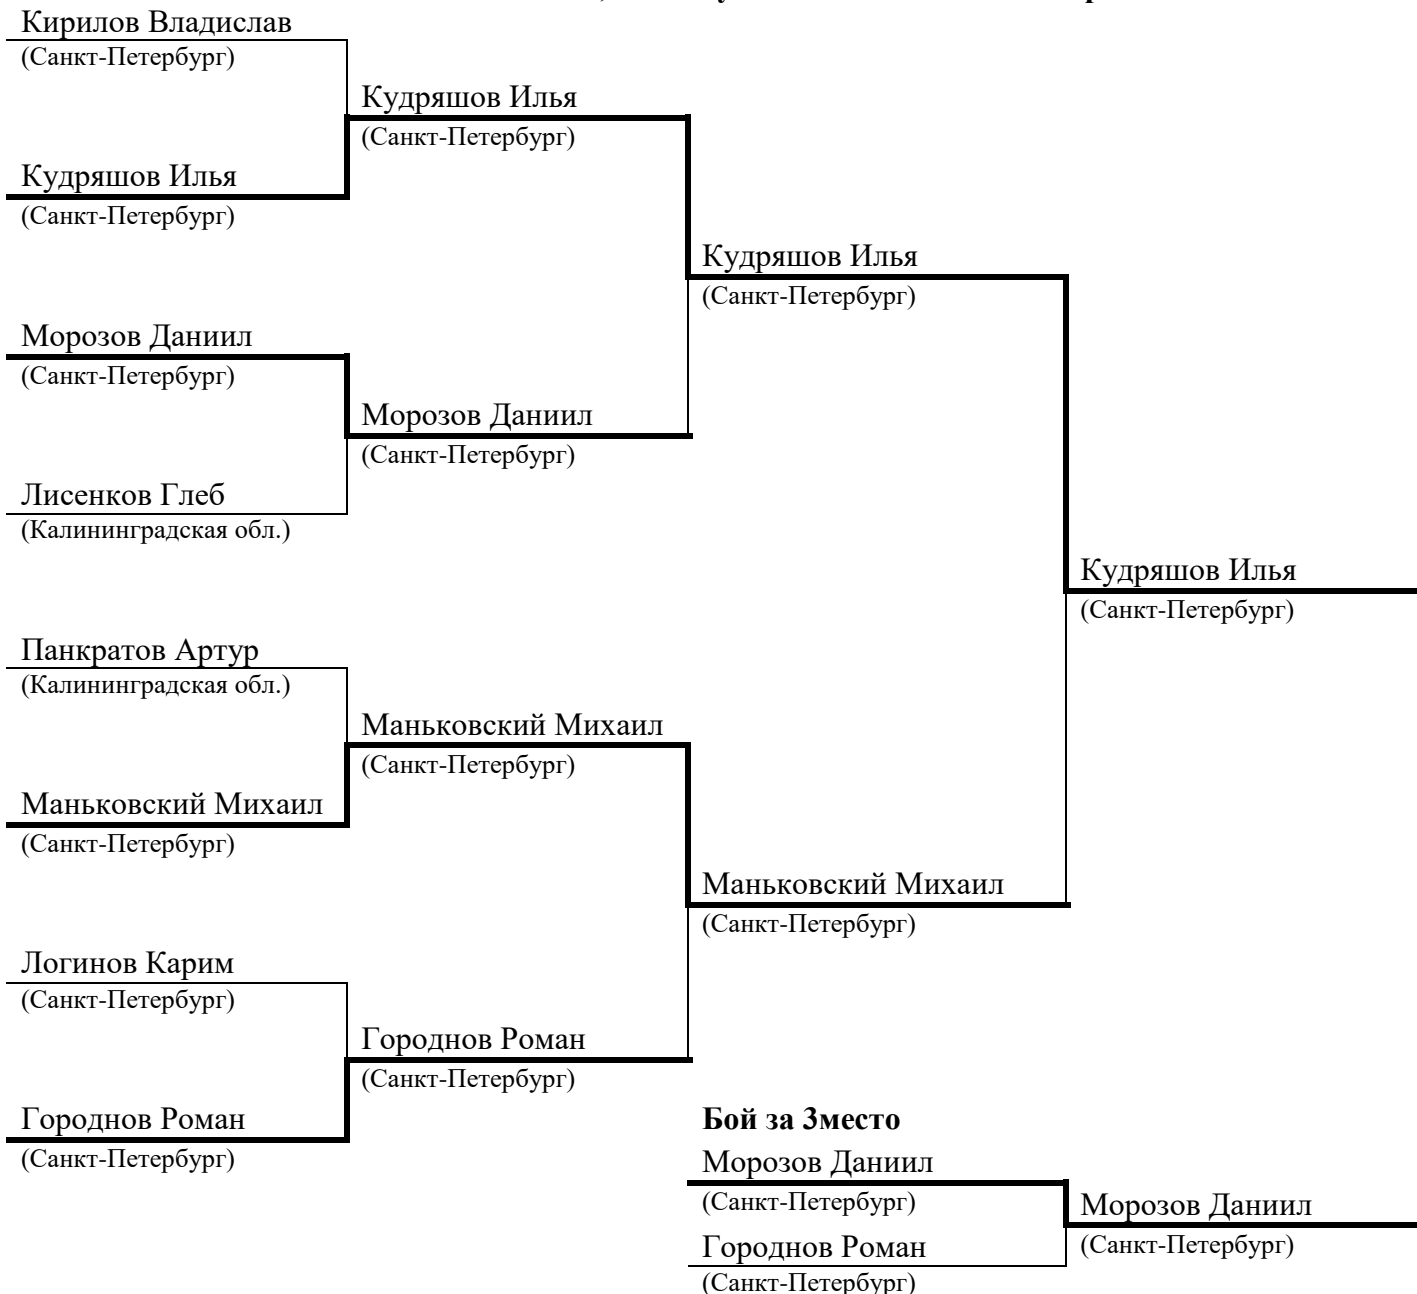 Кирилов Владислав
(Санкт-Петербург)
Кудряшов Илья
(Санкт-Петербург)
Кудряшов Илья
(Санкт-Петербург)
Кудряшов Илья
(Санкт-Петербург)
Морозов Даниил
(Санкт-Петербург)
Морозов Даниил
(Санкт-Петербург)
Лисенков Глеб
(Калининградская обл.)
Кудряшов Илья
(Санкт-Петербург)
Панкратов Артур
(Калининградская обл.)
Маньковский Михаил
(Санкт-Петербург)
Маньковский Михаил
(Санкт-Петербург)
Маньковский Михаил
(Санкт-Петербург)
Логинов Карим
(Санкт-Петербург)
Городнов Роман
(Санкт-Петербург)
Городнов Роман
(Санкт-Петербург)
Бой за 3место
Морозов Даниил
(Санкт-Петербург)
Морозов Даниил
(Санкт-Петербург)
Городнов Роман
(Санкт-Петербург)